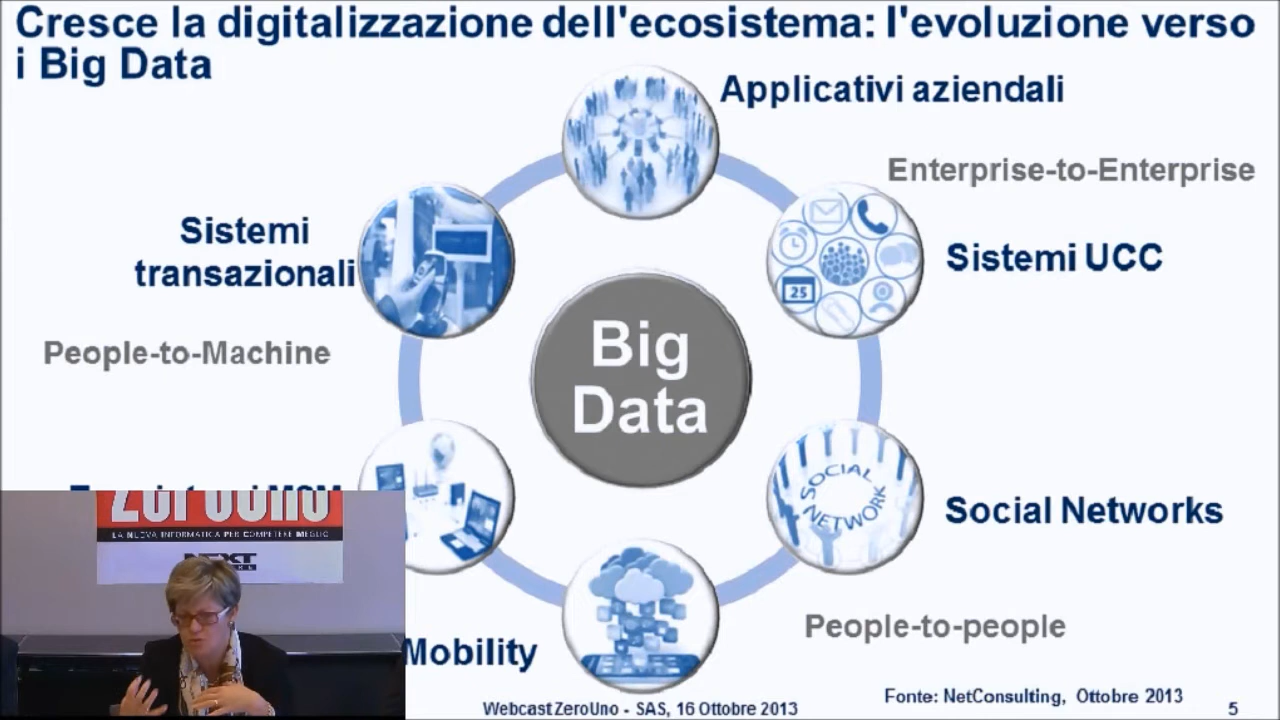 Cresce la digitalizzazione dell'ecosistema: l'evoluzione verso
i Big Data
Applicativi aziendali
Enterprise-to-Enterprise
Sistemi
transazionali
Sistemi UCC
25
People-to-Machine
Big
Data
SOCIAL
NETWORK
Social Networks
ZeroUno
LA NUOVA INFORMATICA PER COMPETERE MEGLIO
People-to-people
Mobility
Fonte: NetConsulting, Ottobre 2013
Webcast ZeroUno - SAS, 16 Ottobre 2013
5